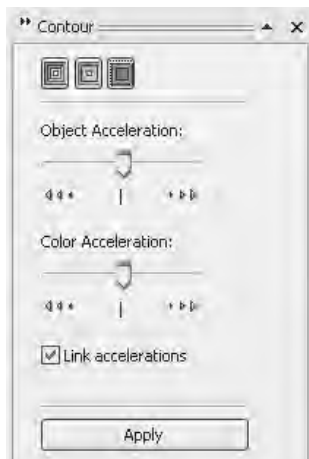 Contour
Object Acceleration:
Color Acceleration:
Link accelerations
Apply